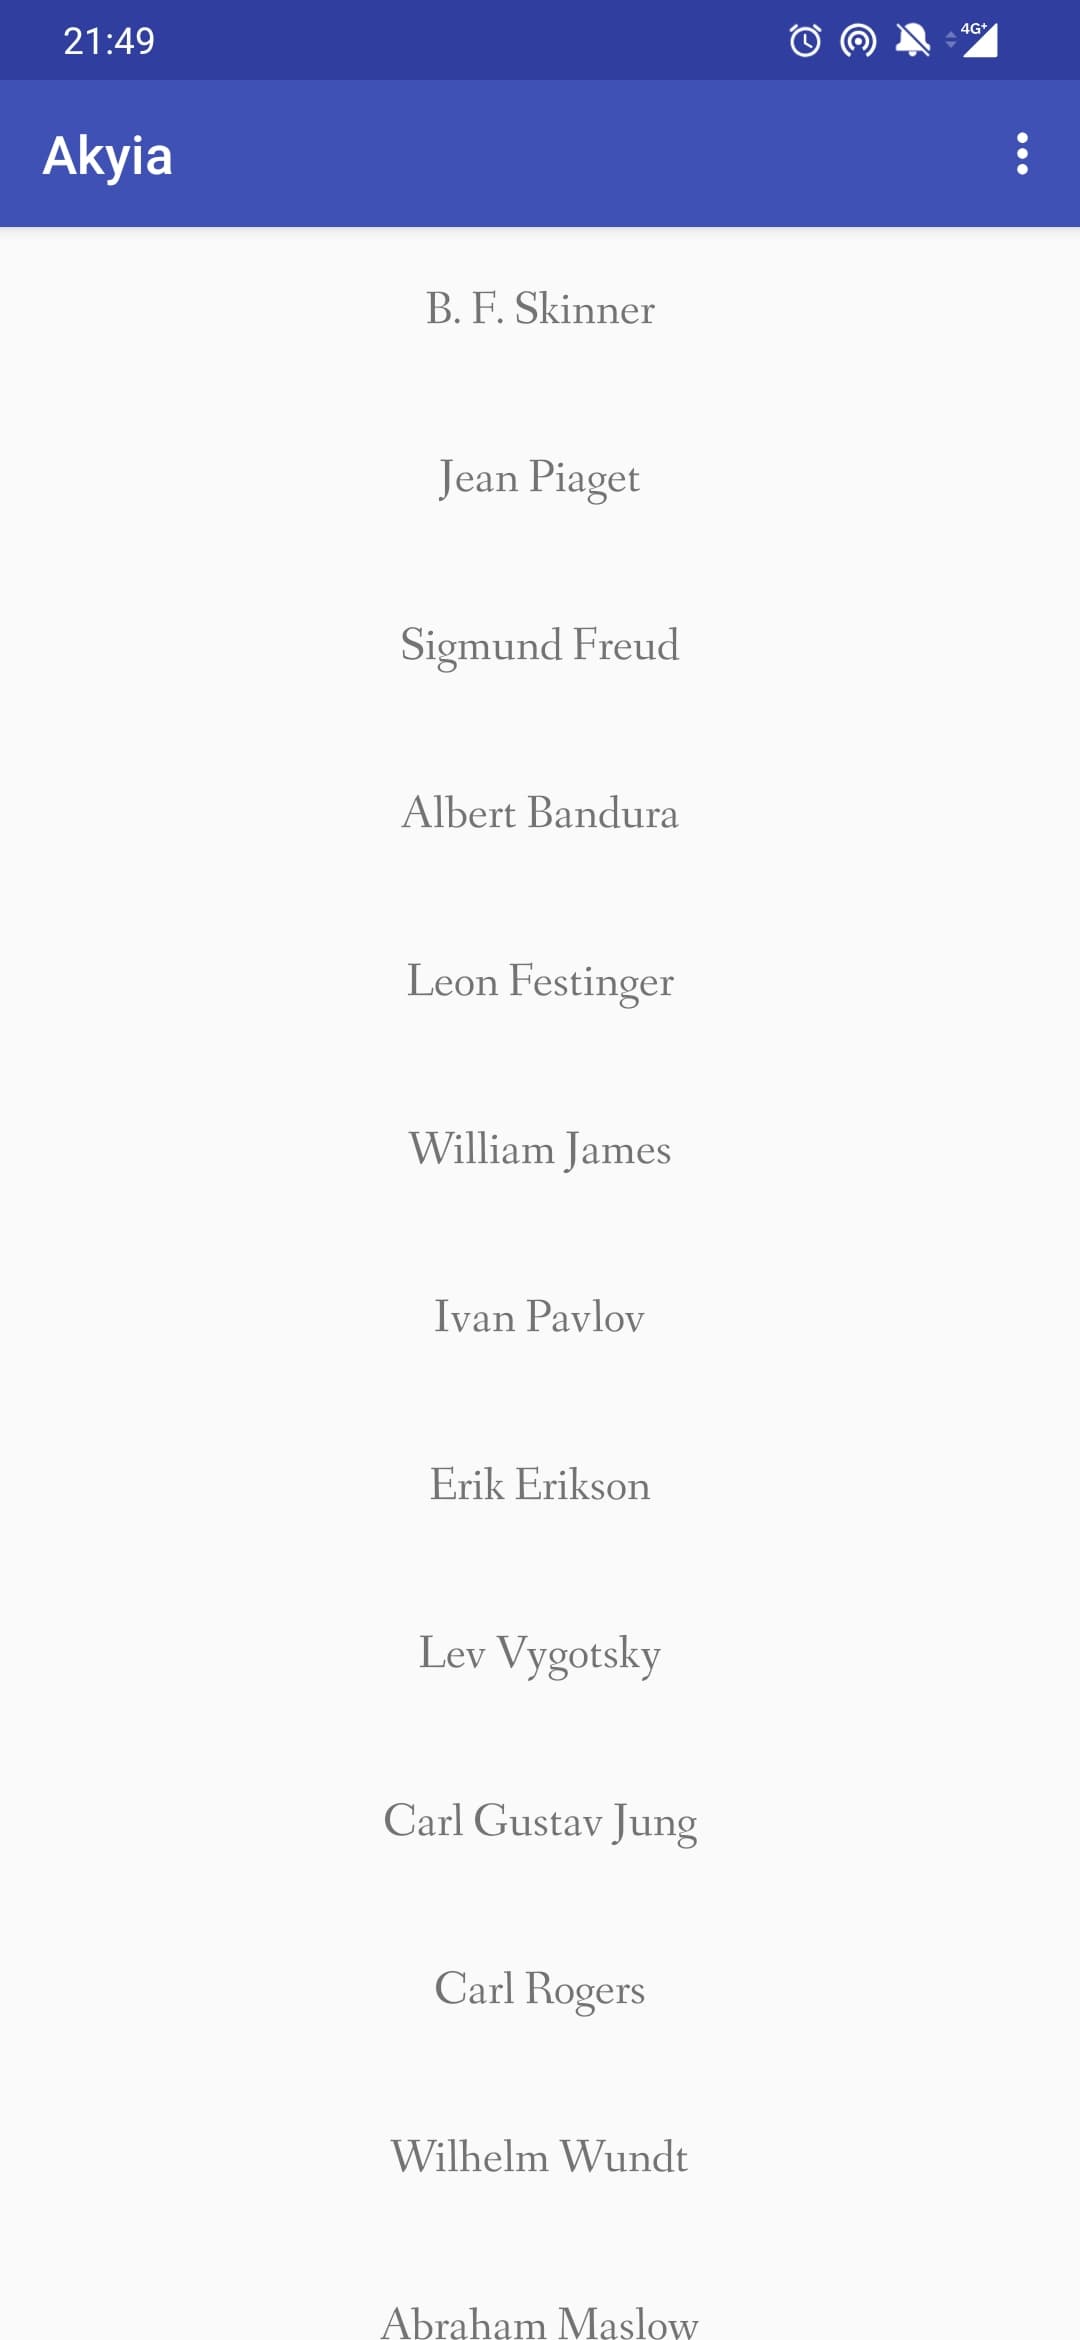 21:49
4G+
Akyia
B. F. Skinner
Jean Piaget
Sigmund Freud
Albert Bandura
Leon Festinger
William James
Ivan Pavlov
Erik Erikson
Lev Vygotsky
Carl Gustav Jung
Carl Rogers
Wilhelm Wundt
Abraham Maslow